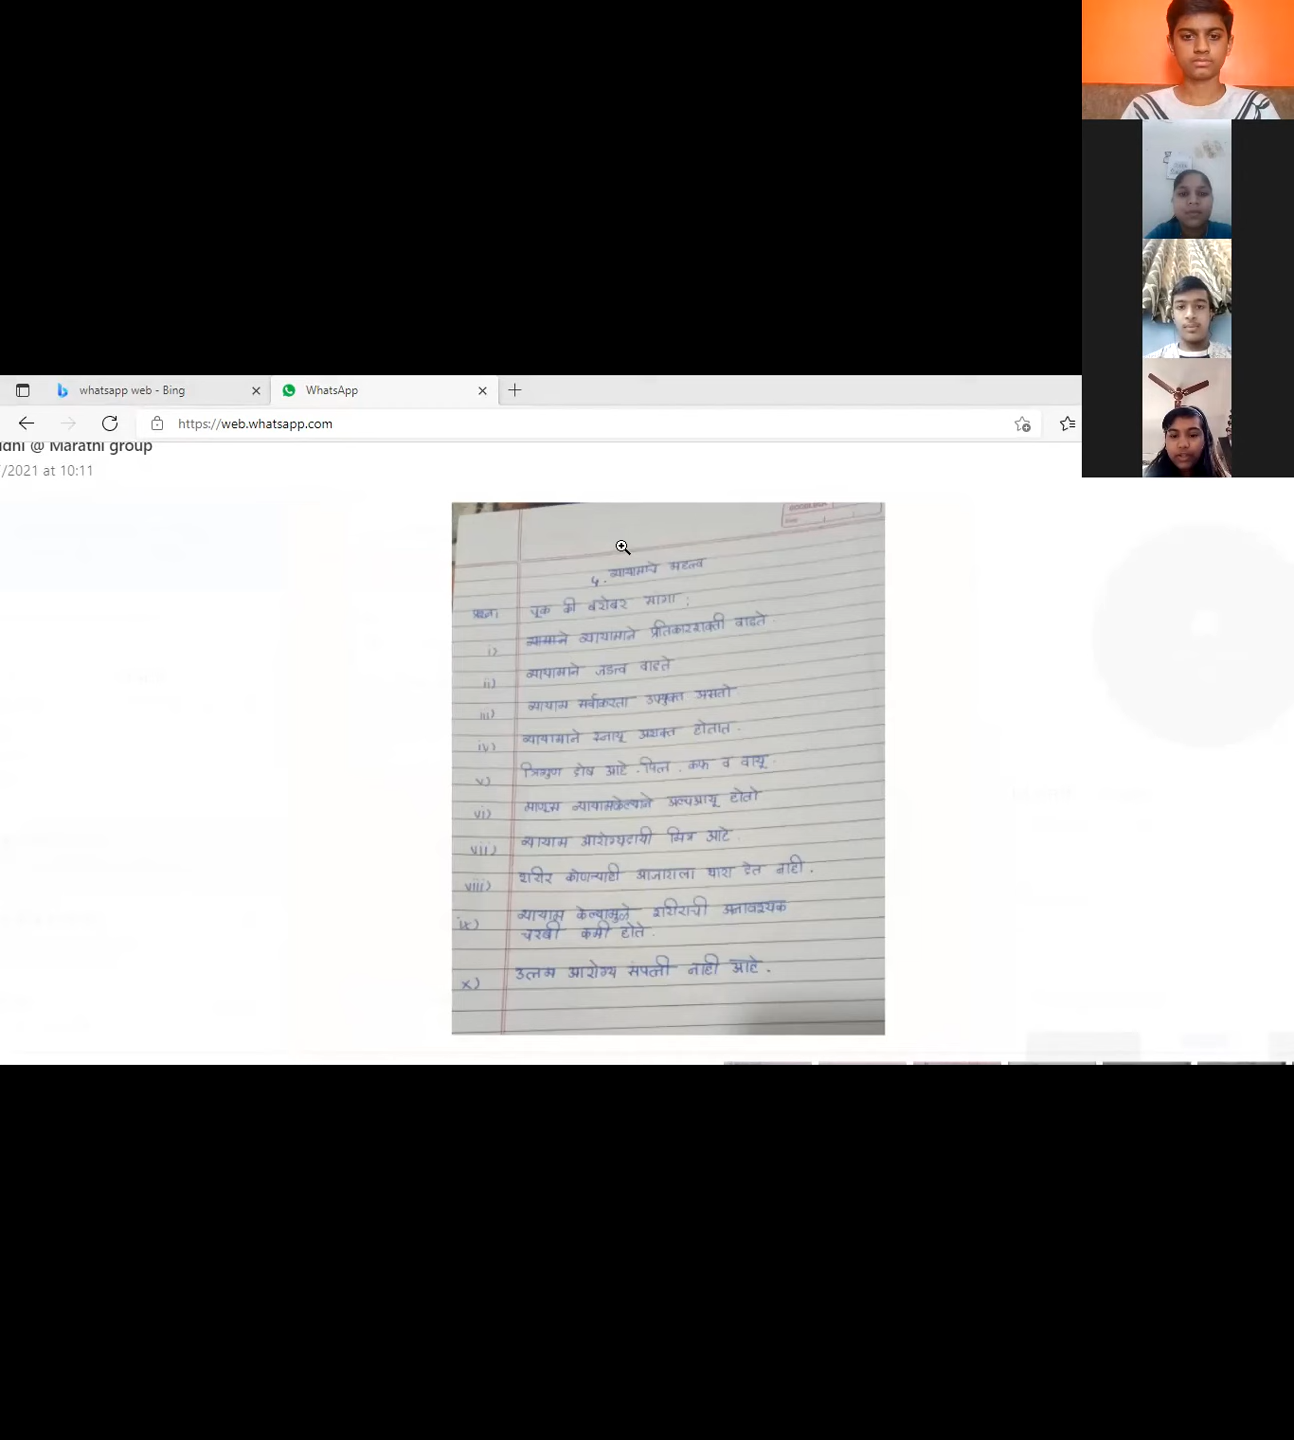 whatsapp web - Bing
WhatsApp
https://web.whatsapp.com
@ Marathi group
/2021 at 10:11
५. व्यायामाचे महत्त्व
चूक की बरोबर सांगा :
i) व्यायामाने प्रतिकारशक्ती वाढते
ii) व्यायामाने जडत्व वाढते
iii) व्यायाम सर्वांकरता उपयुक्त असतो
iv) व्यायामाने स्नायू अशक्त होतात.
v) त्रिगुण दोष आहे. पित्त. कफ व वायू.
vi) माणूस व्यायामकेल्याने होतो
vii) व्यायाम आरोग्यदायी मित्र आहे.
viii) शरीर कोणत्याही आजाराला थारा देत नाही.
ix) व्यायाम केल्यामुळे शरीराची अनावश्यक
चरबी कमी होते.
x) उत्तम आरोग्य संपत्ती नाही आहे.